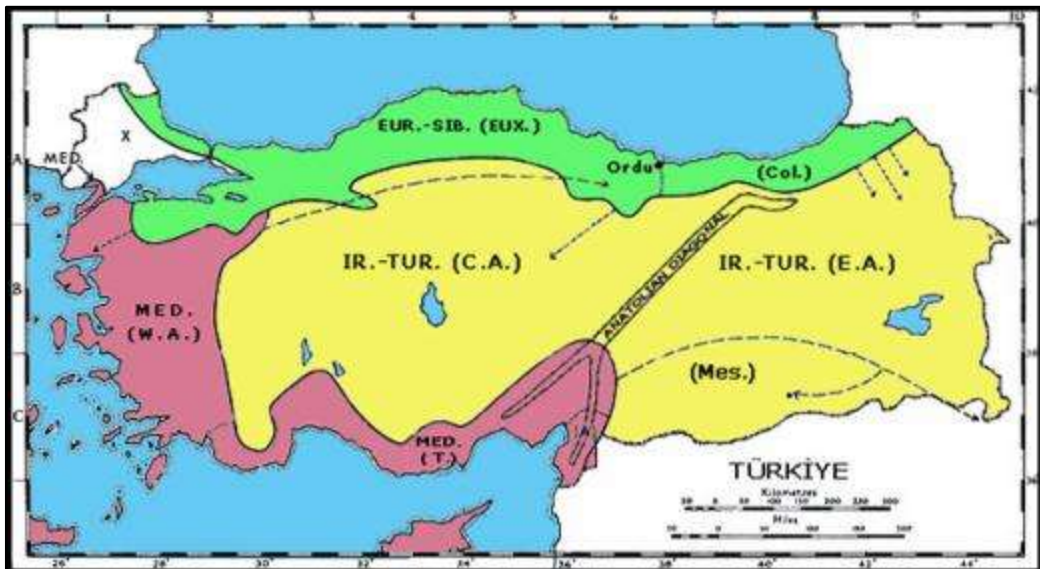 1 2 3 4 5 6 7 8 9 10
EUR.-SIB. (EUX.)
X
MED.
A
Ordu
(Col.)
IR.-TUR. (C.A.)
IR.-TUR. (E.A.)
ANATOLIAN DIAGONAL
B
MED.
(W.A.)
(Mes.)
C
MED.
(T.)
TÜRKİYE
Kilometres
Miles
26° 28° 30° 32° 34° 36° 38° 40° 42° 44°